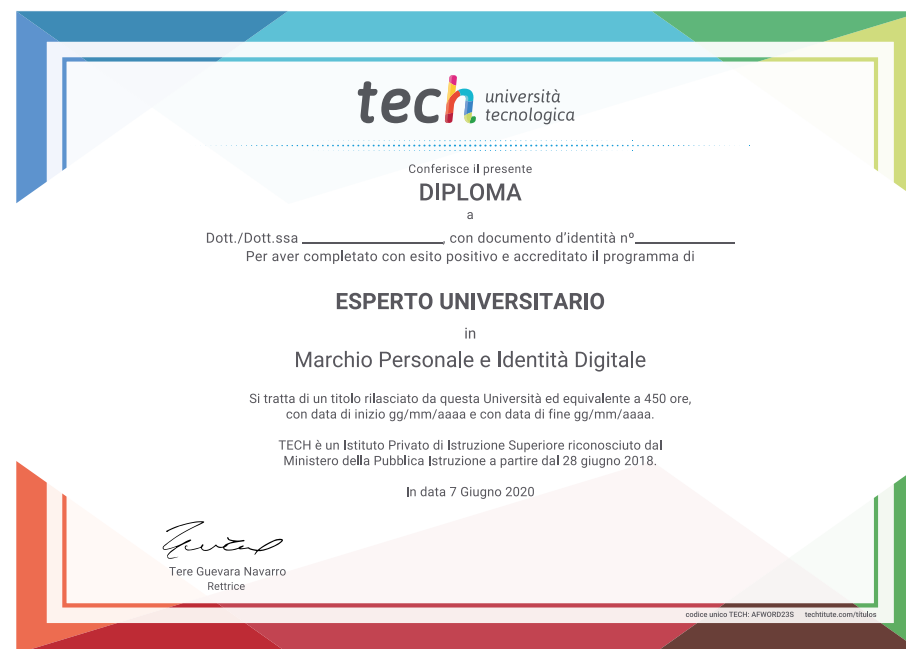 tech università
tecnologica
Conferisce il presente
DIPLOMA
a
Dott./Dott.ssa ____________________, con documento d'identità nº______________
Per aver completato con esito positivo e accreditato il programma di
ESPERTO UNIVERSITARIO
in
Marchio Personale e Identità Digitale
Si tratta di un titolo rilasciato da questa Università ed equivalente a 450 ore,
con data di inizio gg/mm/aaaa e con data di fine gg/mm/aaaa.
TECH è un Istituto Privato di Istruzione Superiore riconosciuto dal
Ministero della Pubblica Istruzione a partire dal 28 giugno 2018.
In data 7 Giugno 2020
Tere Guevara Navarro
Rettrice
codice unico TECH: AFWORD23S techtitute.com/titulos